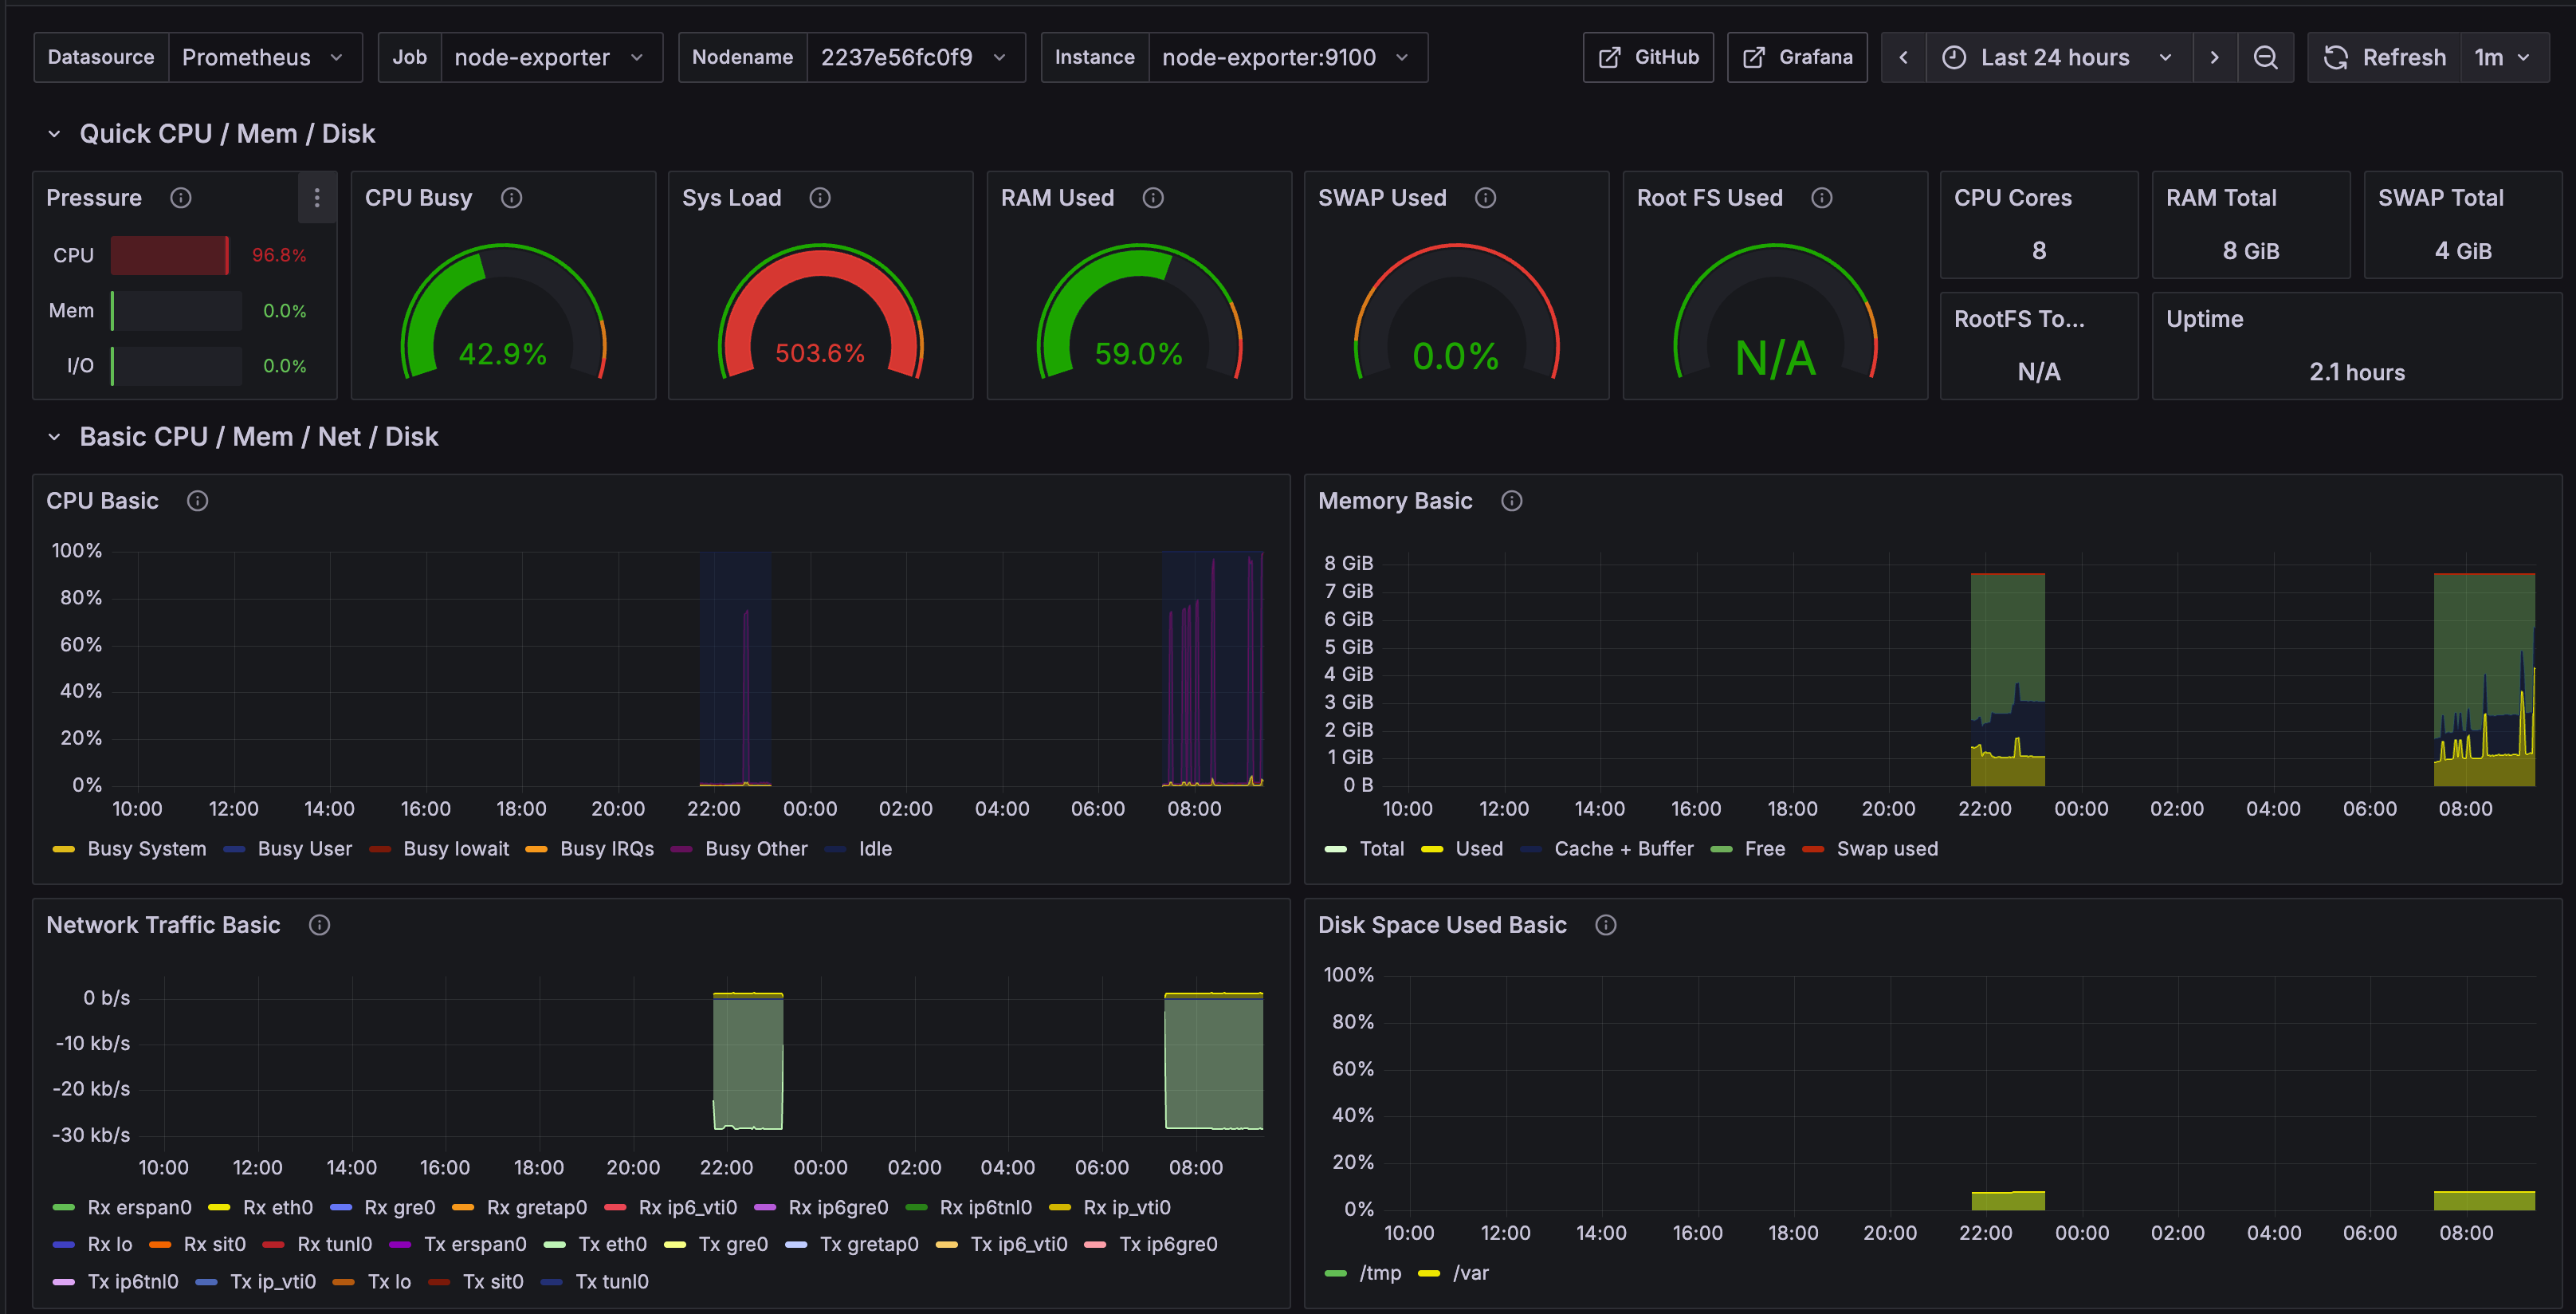 Datasource Prometheus Job node-exporter Nodename 2237e56fc0f9 Instance node-exporter:9100 GitHub Grafana Last 24 hours Refresh 1m
Quick CPU / Mem / Disk
Pressure CPU Busy Sys Load RAM Used SWAP Used Root FS Used CPU Cores RAM Total SWAP Total
CPU 96.8%
Mem 0.0%
I/O 0.0%
42.9%
503.6%
59.0%
0.0%
N/A
8
8 GiB
4 GiB
RootFS To... Uptime
N/A
2.1 hours
Basic CPU / Mem / Net / Disk
CPU Basic
100%
80%
60%
40%
20%
0%
10:00 12:00 14:00 16:00 18:00 20:00 22:00 00:00 02:00 04:00 06:00 08:00
Busy System Busy User Busy Iowait Busy IRQs Busy Other Idle
Memory Basic
8 GiB
7 GiB
6 GiB
5 GiB
4 GiB
3 GiB
2 GiB
1 GiB
0 B
10:00 12:00 14:00 16:00 18:00 20:00 22:00 00:00 02:00 04:00 06:00 08:00
Total Used Cache + Buffer Free Swap used
Network Traffic Basic
0 b/s
-10 kb/s
-20 kb/s
-30 kb/s
10:00 12:00 14:00 16:00 18:00 20:00 22:00 00:00 02:00 04:00 06:00 08:00
Rx erspan0 Rx eth0 Rx gre0 Rx gretap0 Rx ip6_vti0 Rx ip6gre0 Rx ip6tnl0 Rx ip_vti0
Rx lo Rx sit0 Rx tunl0 Tx erspan0 Tx eth0 Tx gre0 Tx gretap0 Tx ip6_vti0 Tx ip6gre0
Tx ip6tnl0 Tx ip_vti0 Tx lo Tx sit0 Tx tunl0
Disk Space Used Basic
100%
80%
60%
40%
20%
0%
10:00 12:00 14:00 16:00 18:00 20:00 22:00 00:00 02:00 04:00 06:00 08:00
/tmp /var